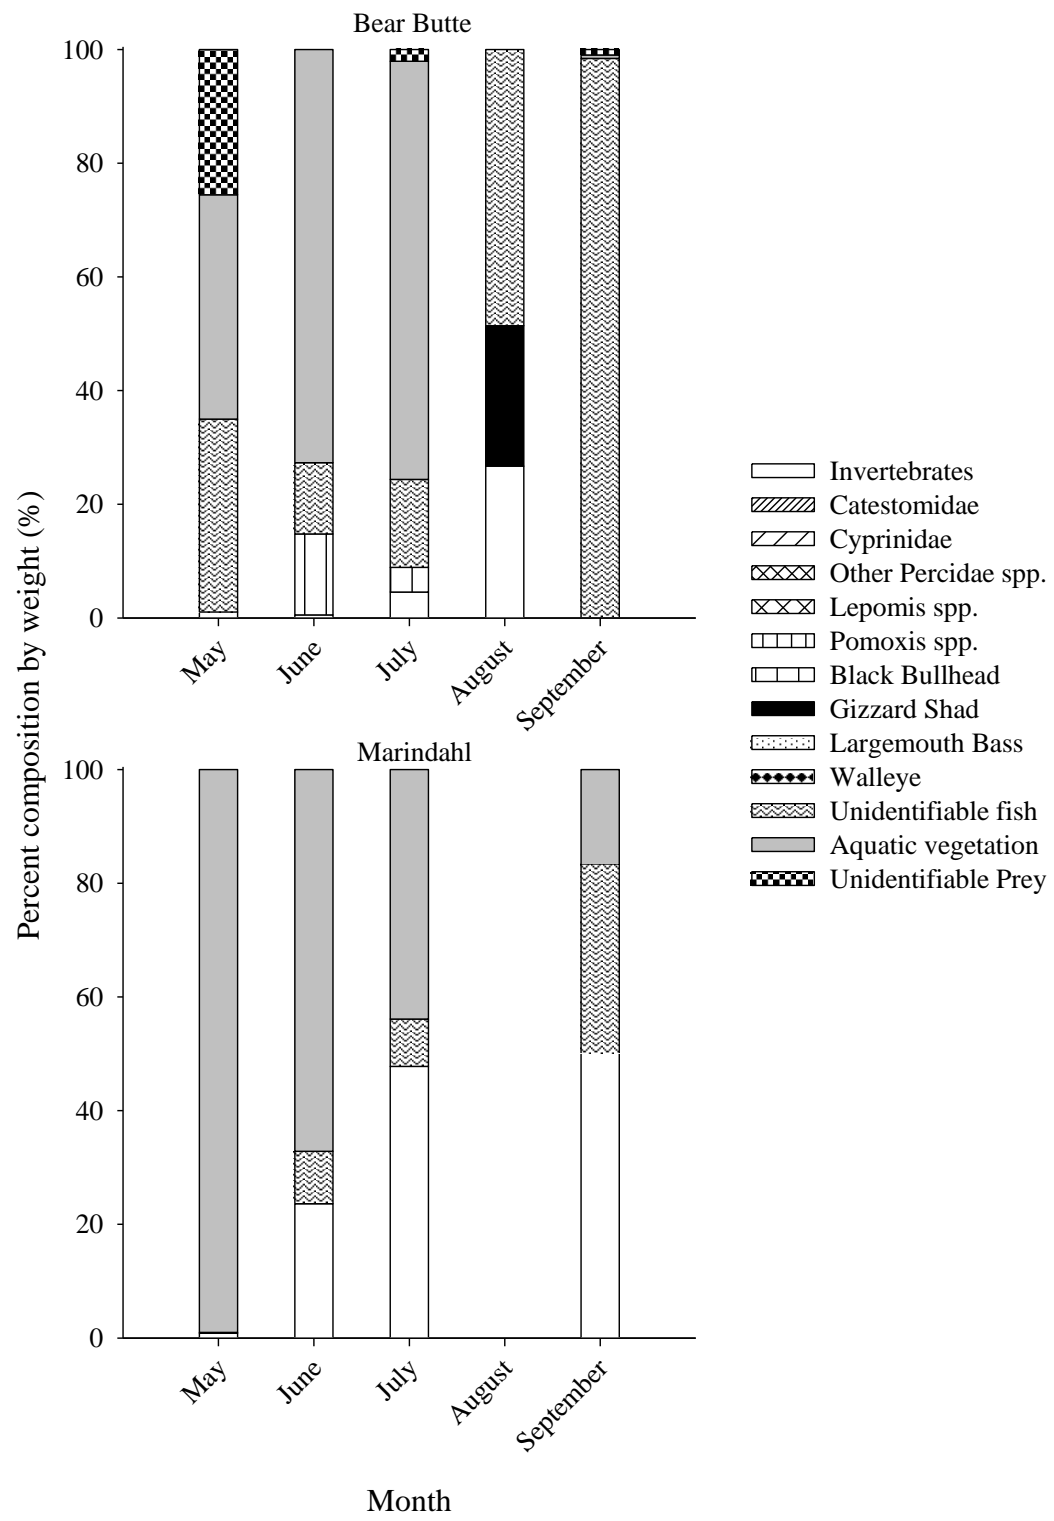 Bear Butte
100
80
60
40
20
0
May
June
July
August
September
Percent composition by weight (%)
Invertebrates
Catestomidae
Cyprinidae
Other Percidae spp.
Lepomis spp.
Pomoxis spp.
Black Bullhead
Gizzard Shad
Largemouth Bass
Walleye
Unidentifiable fish
Aquatic vegetation
Unidentifiable Prey
Marindahl
100
80
60
40
20
0
May
June
July
August
September
Month